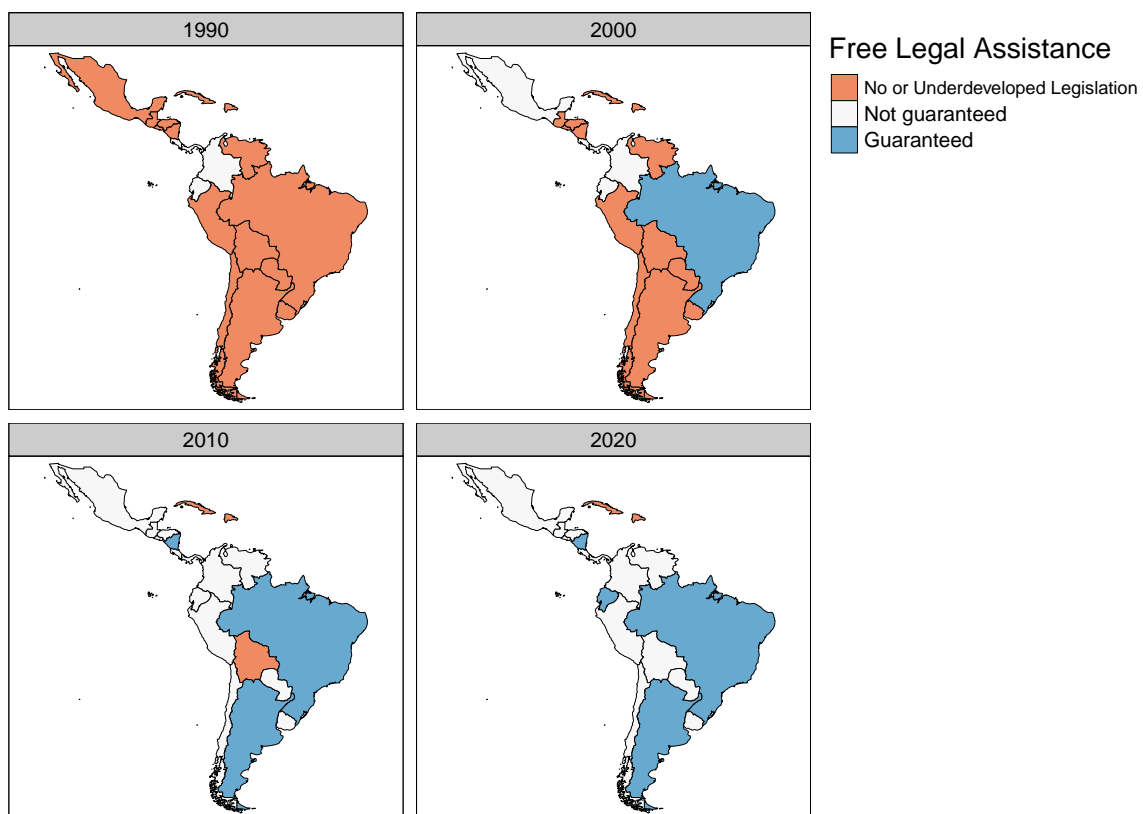 1990
2000
Free Legal Assistance
No or Underdeveloped Legislation
Not guaranteed
Guaranteed
2010
2020